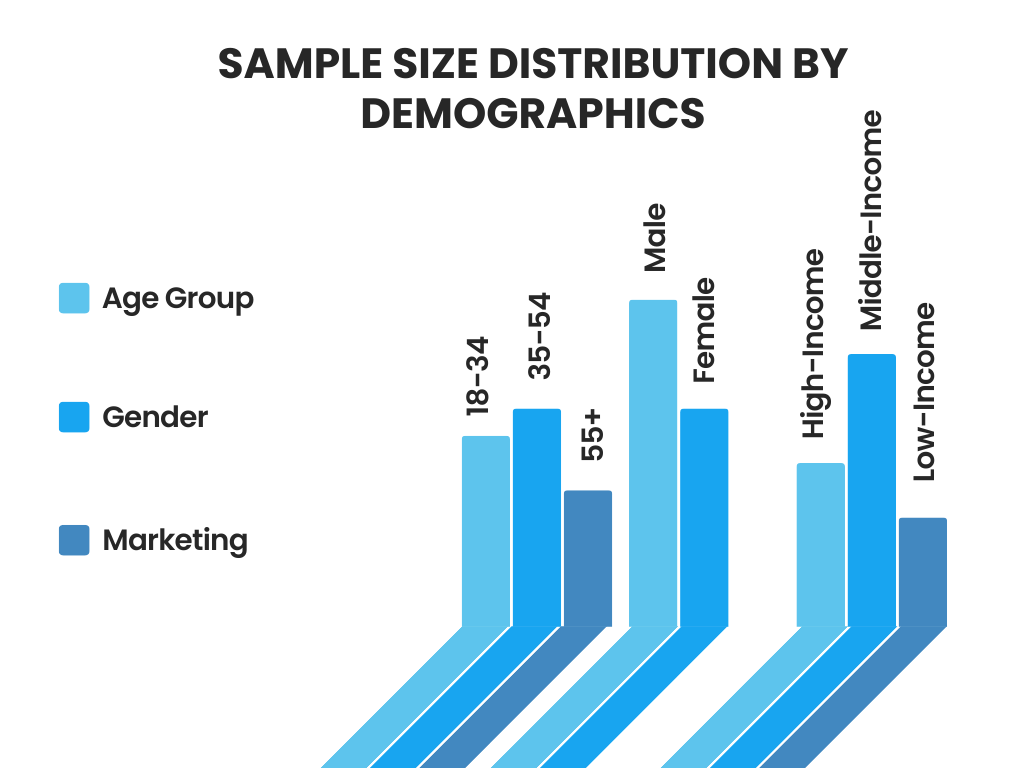 SAMPLE SIZE DISTRIBUTION BY
DEMOGRAPHICS
Age Group
Gender
Marketing
18–34
35–54
55+
Male
Female
High–Income
Middle–Income
Low–Income